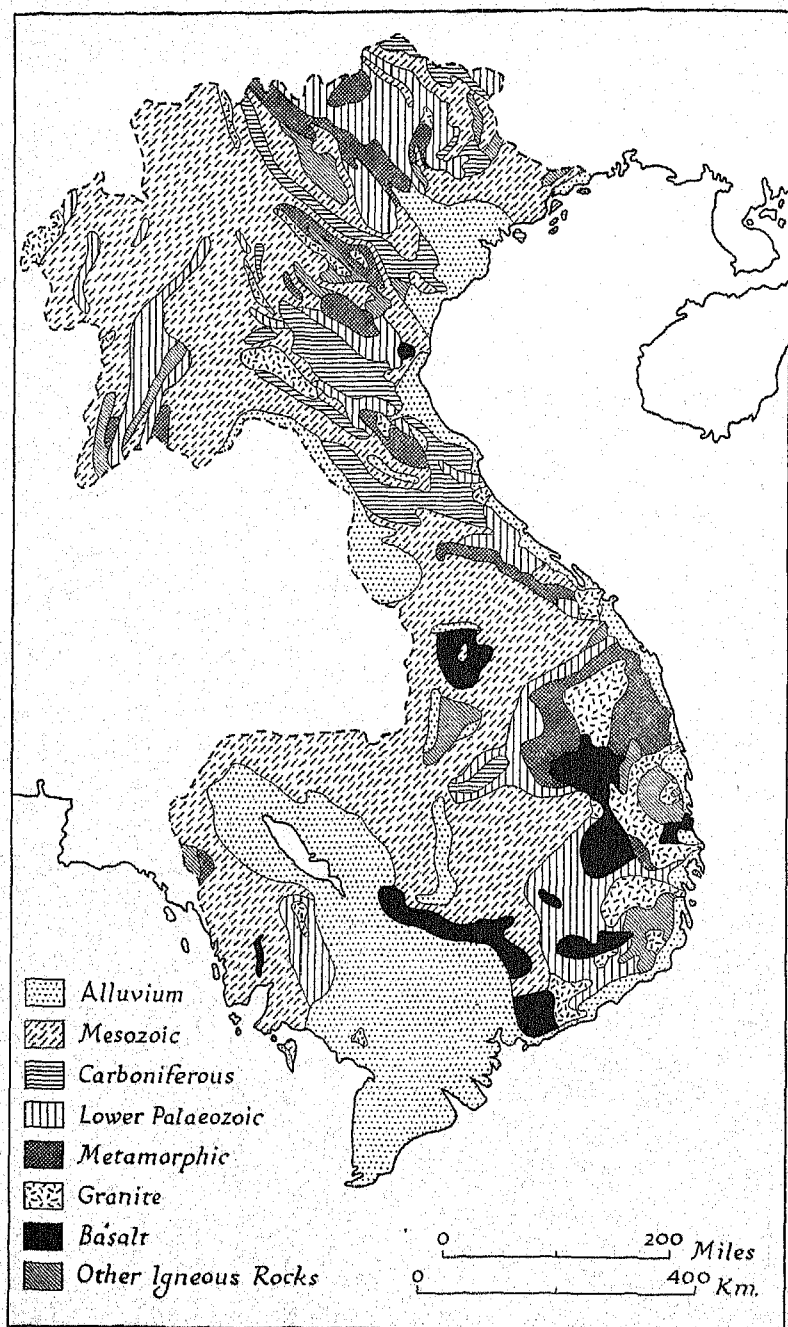 Alluvium
Mesozoic
Carboniferous
Lower Palaeozoic
Metamorphic
Granite
Basalt
Other Igneous Rocks
0 200 Miles
0 400 Km.